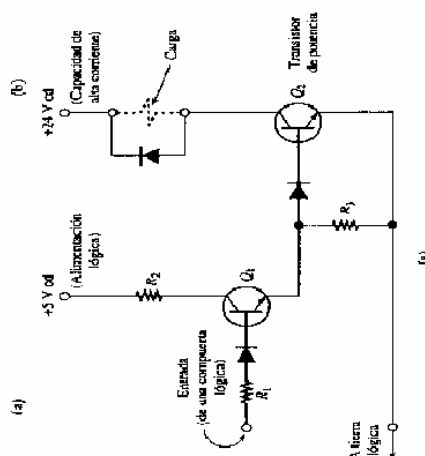 (a)
(b)
+5 V cd
(Alimentación
lógica)
+24 V cd
(Capacidad de
alta corriente)
Carga
R₂
Entrada
(de una compuerta
lógica)
R₁
Q₁
Q₂
Transistor
de potencia
R₃
A tierra
lógica